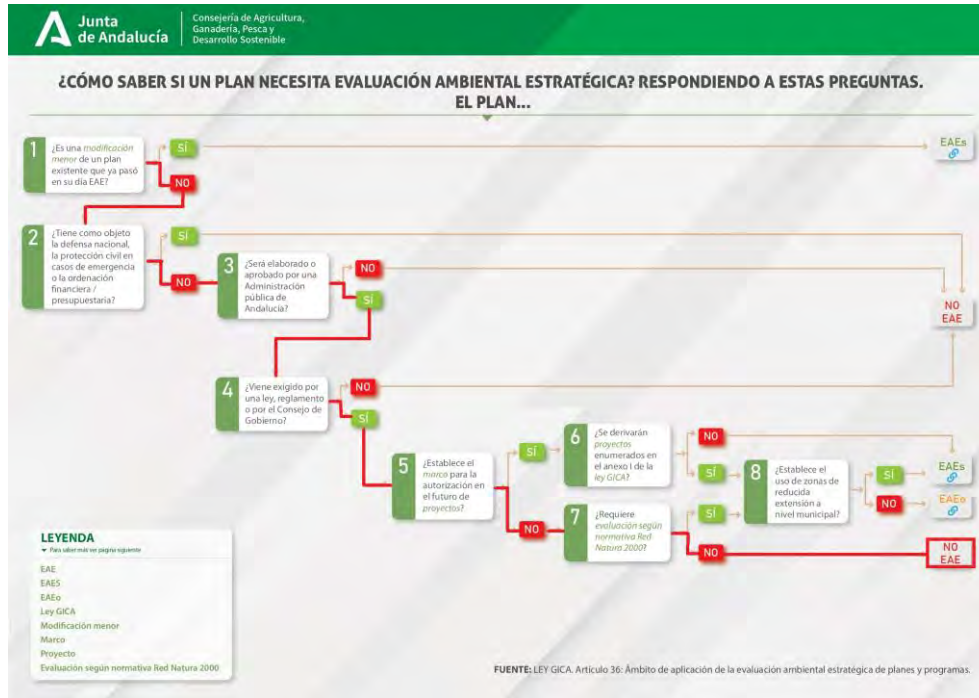 Junta
de Andalucía
Consejería de Agricultura,
Ganadería, Pesca y
Desarrollo Sostenible
¿CÓMO SABER SI UN PLAN NECESITA EVALUACIÓN AMBIENTAL ESTRATÉGICA? RESPONDIENDO A ESTAS PREGUNTAS.
EL PLAN...
1
¿Es una modificación
menor de un plan
existente que ya pasó
en su día EAE?
SÍ
NO
EAEs
2
¿Tiene como objeto
la defensa nacional,
la protección civil en
casos de emergencia
o la ordenación
financiera /
presupuestaria?
SÍ
NO
3
¿Será elaborado o
aprobado por una
Administración
pública de
Andalucía?
NO
SÍ
NO
EAE
4
¿Viene exigido por
una ley, reglamento
o por el Consejo de
Gobierno?
NO
SÍ
5
¿Establece el
marco para la
autorización en
el futuro de
proyectos?
SÍ
NO
6
¿Se derivarán
proyectos
enumerados en
el anexo I de la
ley GICA?
NO
SÍ
7
¿Requiere
evaluación según
normativa Red
Natura 2000?
SÍ
NO
8
¿Establece el
uso de zonas de
reducida
extensión a
nivel municipal?
SÍ
NO
EAEs
EAEo
NO
EAE
LEYENDA
Para saber más ver página siguiente
EAE
EAES
EAEo
Ley GICA
Modificación menor
Marco
Proyecto
Evaluación según normativa Red Natura 2000
FUENTE: LEY GICA. Artículo 36: Ámbito de aplicación de la evaluación ambiental estratégica de planes y programas.